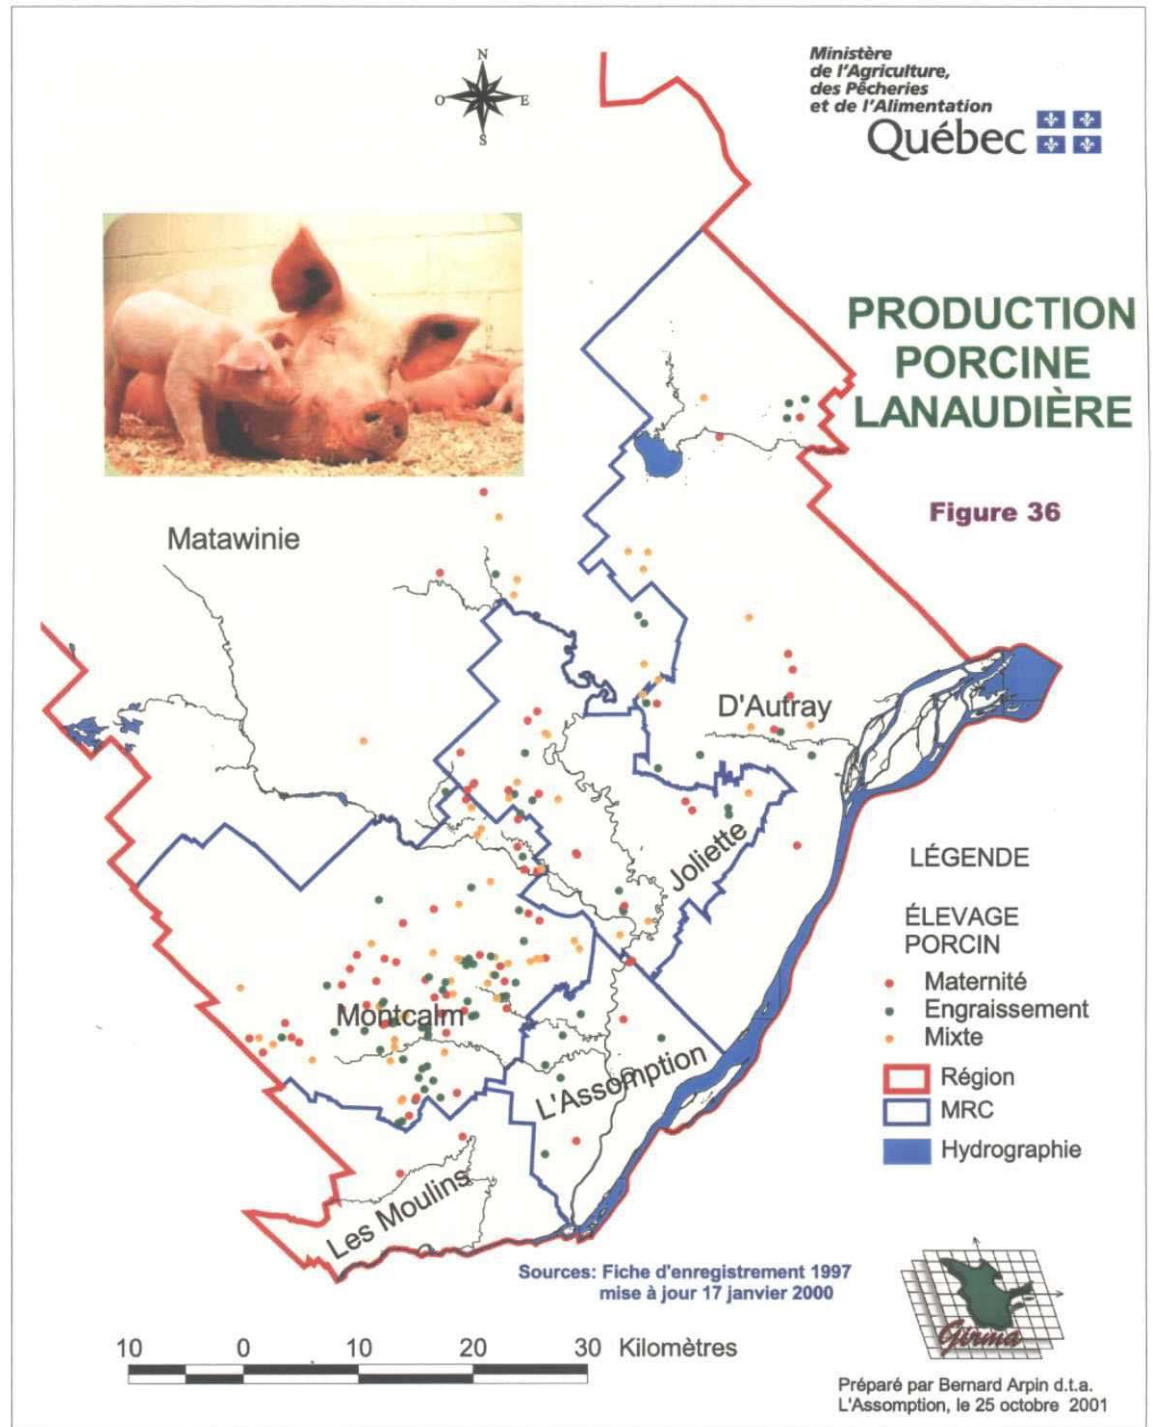 N
O
E
S
Ministère
de l'Agriculture,
des Pêcheries
et de l'Alimentation
Québec
PRODUCTION
PORCINE
LANAUDIÈRE
Figure 36
Matawinie
D'Autray
Joliette
Montcalm
L'Assomption
Les Moulins
LÉGENDE
ÉLEVAGE
PORCIN
Maternité
Engraissement
Mixte
Région
MRC
Hydrographie
Sources: Fiche d'enregistrement 1997
mise à jour 17 janvier 2000
10 0 10 20 30 Kilomètres
Girma
Préparé par Bernard Arpin d.t.a.
L'Assomption, le 25 octobre 2001